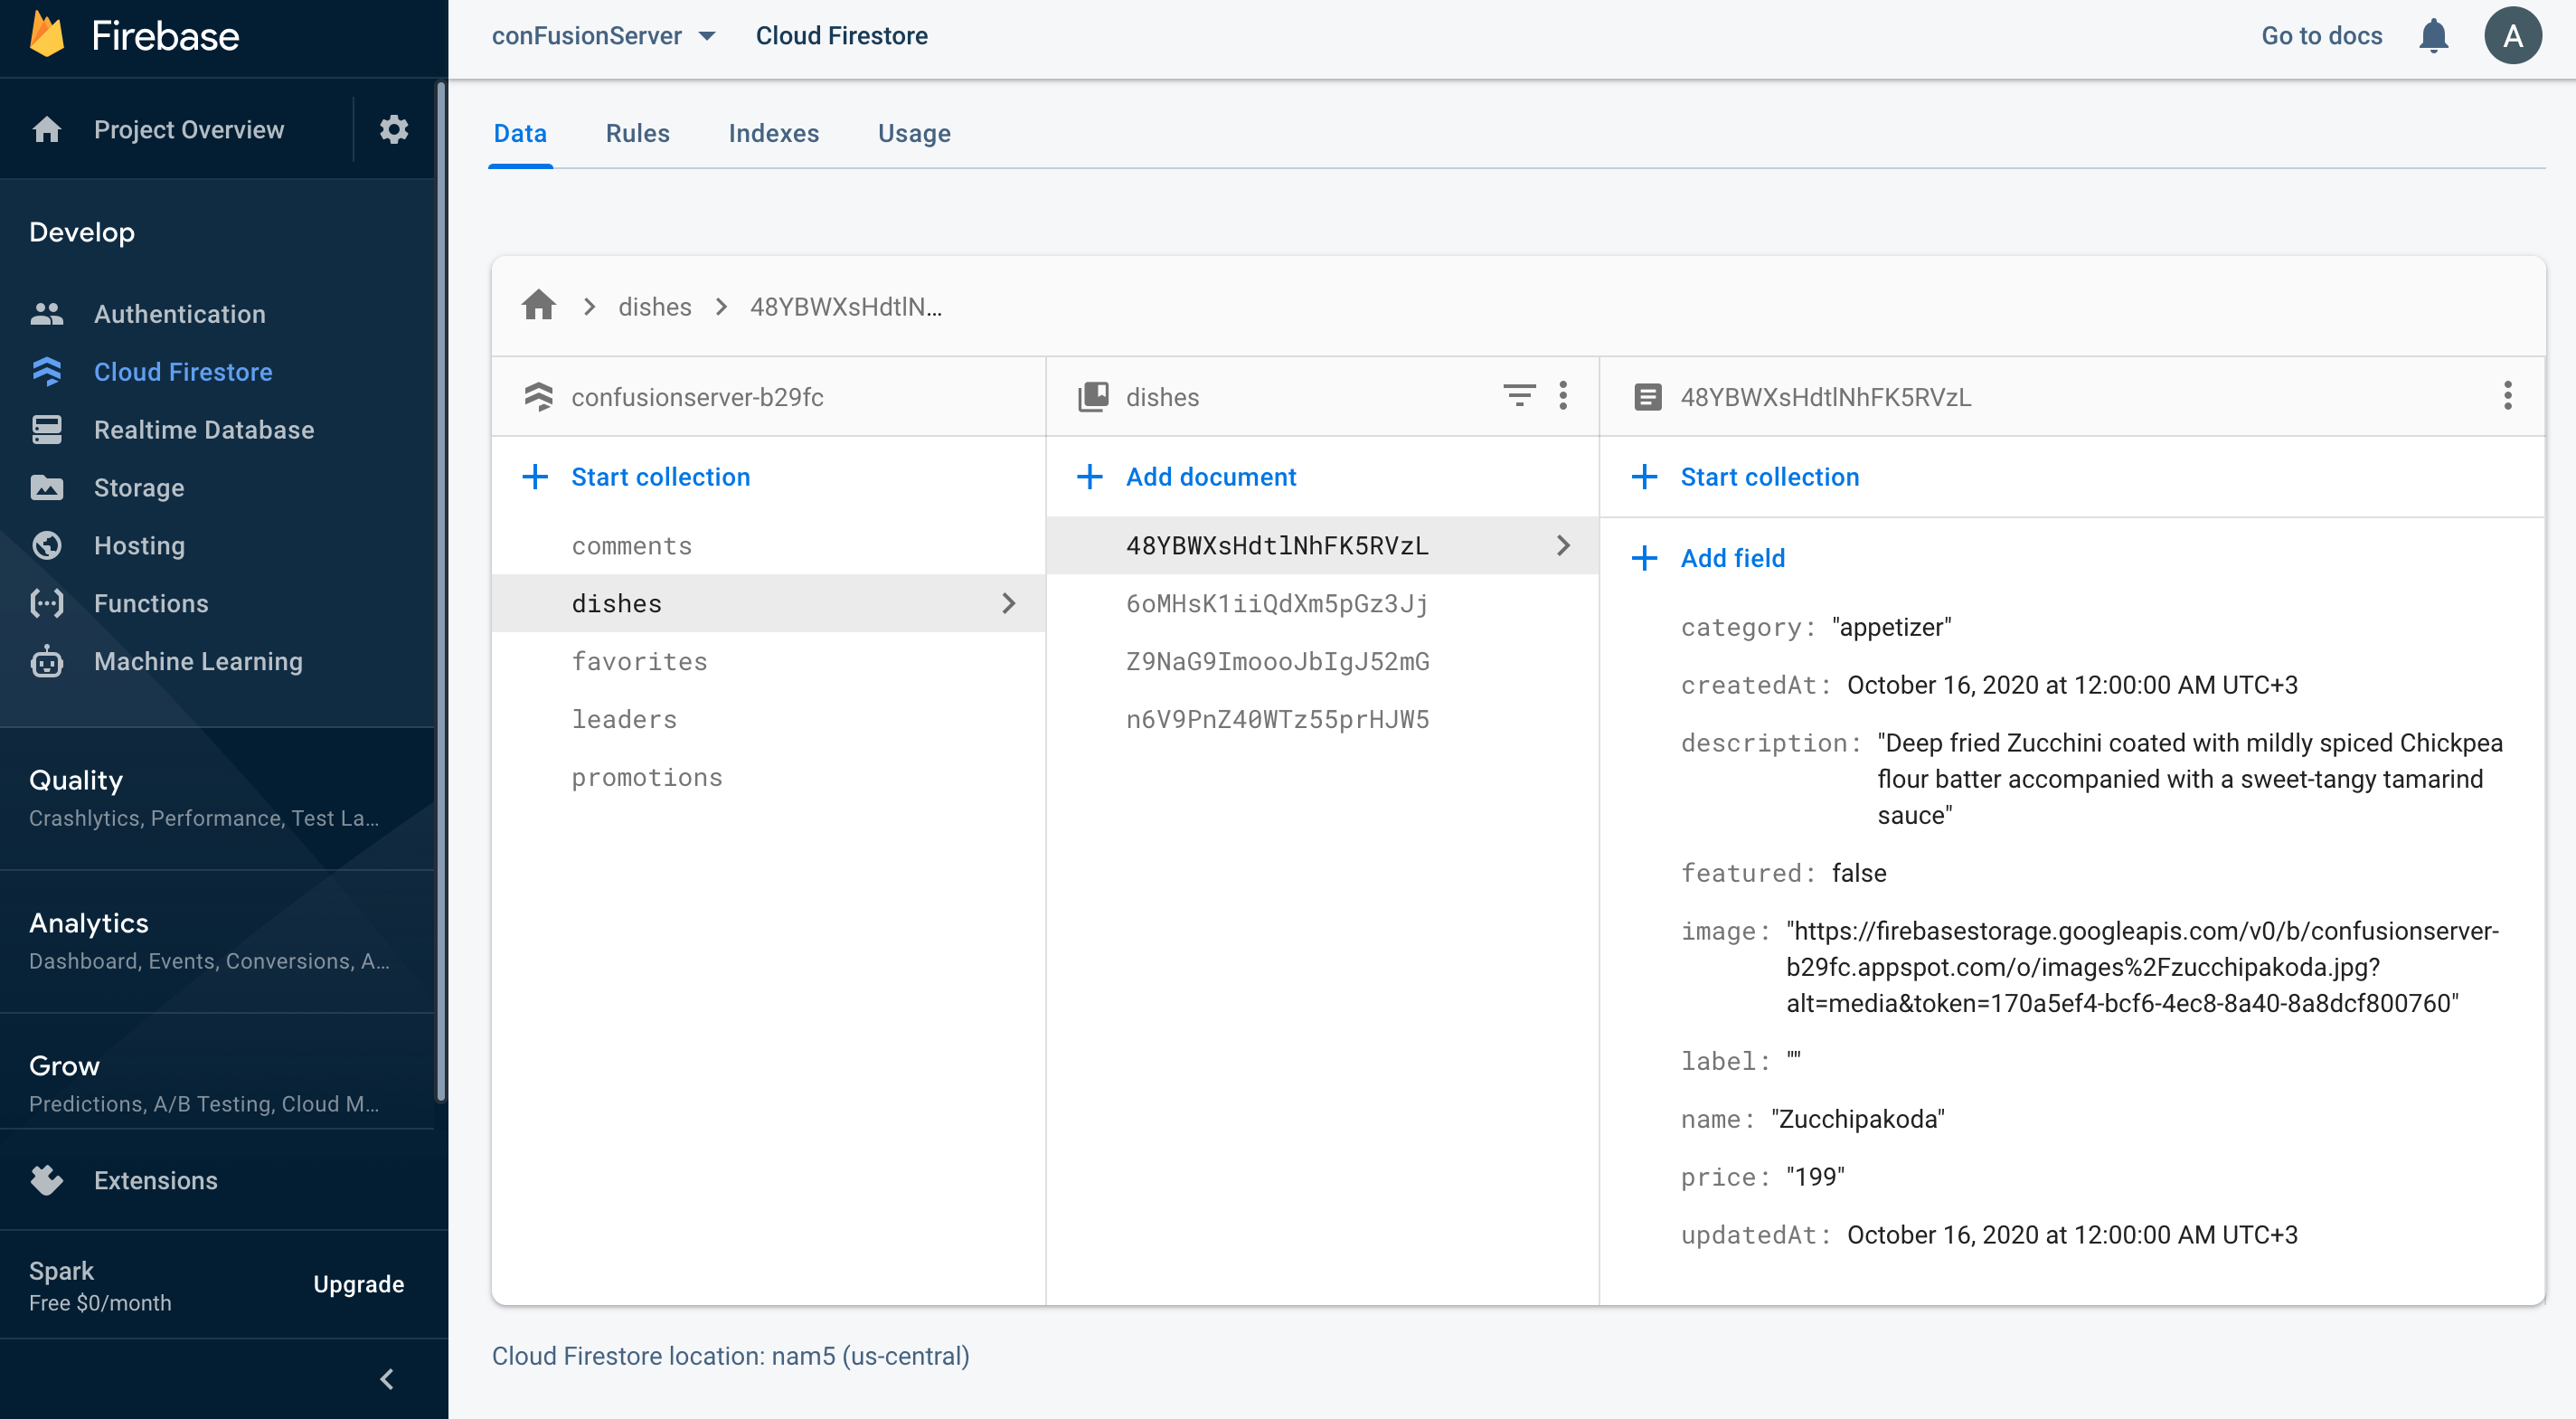 Firebase
conFusionServer
Cloud Firestore
Go to docs
A
Project Overview
Data
Rules
Indexes
Usage
Develop
Authentication
Cloud Firestore
Realtime Database
Storage
Hosting
Functions
Machine Learning
Quality
Crashlytics, Performance, Test La...
Analytics
Dashboard, Events, Conversions, A...
Grow
Predictions, A/B Testing, Cloud M...
Extensions
Spark
Free $0/month
Upgrade
dishes
48YBWXsHdtlN...
confusionserver-b29fc
Start collection
comments
dishes
favorites
leaders
promotions
dishes
Add document
48YBWXsHdtlNhFK5RVzL
6oMHsK1iiQdXm5pGz3Jj
Z9NaG9ImoooJbIgJ52mG
n6V9PnZ40WTz55prHJW5
48YBWXsHdtlNhFK5RVzL
Start collection
Add field
category: "appetizer"
createdAt: October 16, 2020 at 12:00:00 AM UTC+3
description: "Deep fried Zucchini coated with mildly spiced Chickpea
flour batter accompanied with a sweet-tangy tamarind
sauce"
featured: false
image: "https://firebasestorage.googleapis.com/v0/b/confusionserver-
b29fc.appspot.com/o/images%2Fzucchipakoda.jpg?
alt=media&token=170a5ef4-bcf6-4ec8-8a40-8a8dcf800760"
label: ""
name: "Zucchipakoda"
price: "199"
updatedAt: October 16, 2020 at 12:00:00 AM UTC+3
Cloud Firestore location: nam5 (us-central)